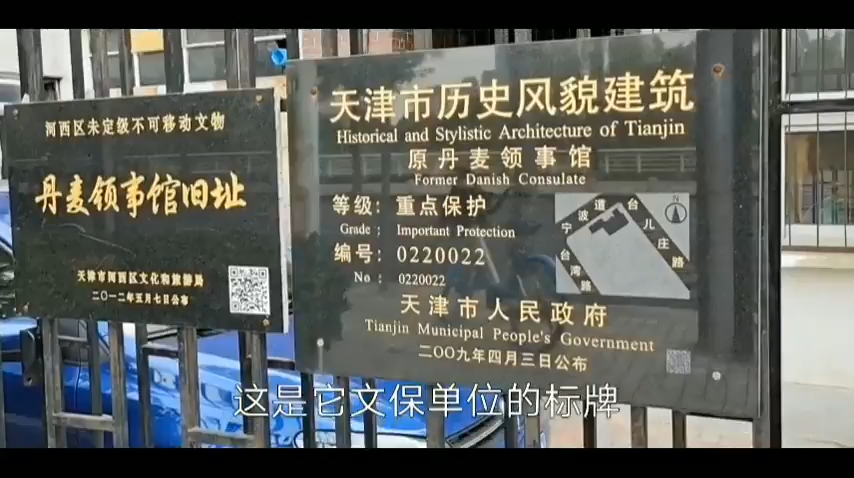 河西区未定级不可移动文物
丹麦领事馆旧址
天津市河西区文化和旅游局
二〇一二年五月七日公布
天津市历史风貌建筑
Historical and Stylistic Architecture of Tianjin
原丹麦领事馆
Former Danish Consulate
等级：重点保护
Grade : Important Protection
编号：0220022
No : 0220022
宁波道
台儿庄路
台湾路
N
天津市人民政府
Tianjin Municipal People's Government
二〇〇九年四月三日公布
这是它文保单位的标牌